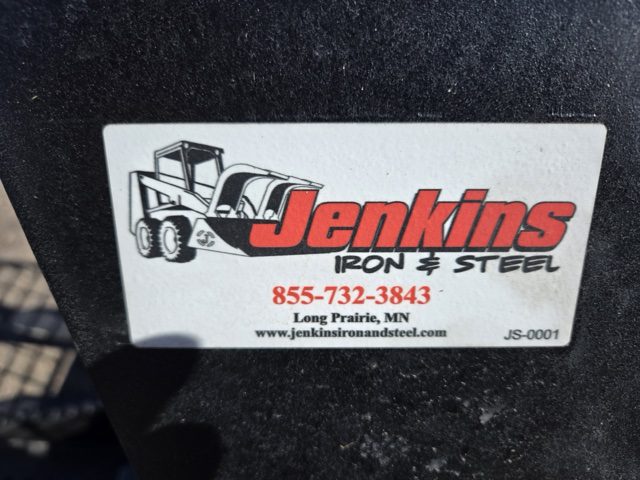 Jenkins
IRON & STEEL
855-732-3843
Long Prairie, MN
www.jenkinsironandsteel.com
JS-0001